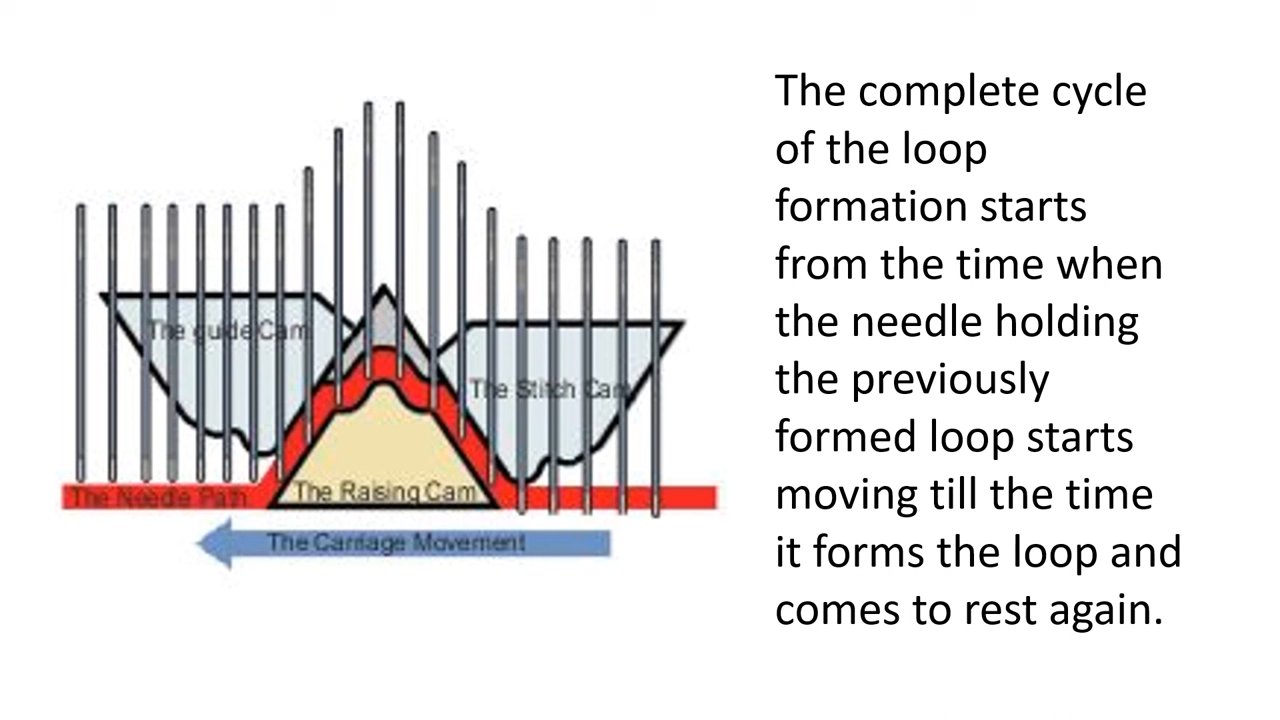 The guide Cam
The Stitch Cam
The Raising Cam
The Needle Path
The Carriage Movement
The complete cycle
of the loop
formation starts
from the time when
the needle holding
the previously
formed loop starts
moving till the time
it forms the loop and
comes to rest again.